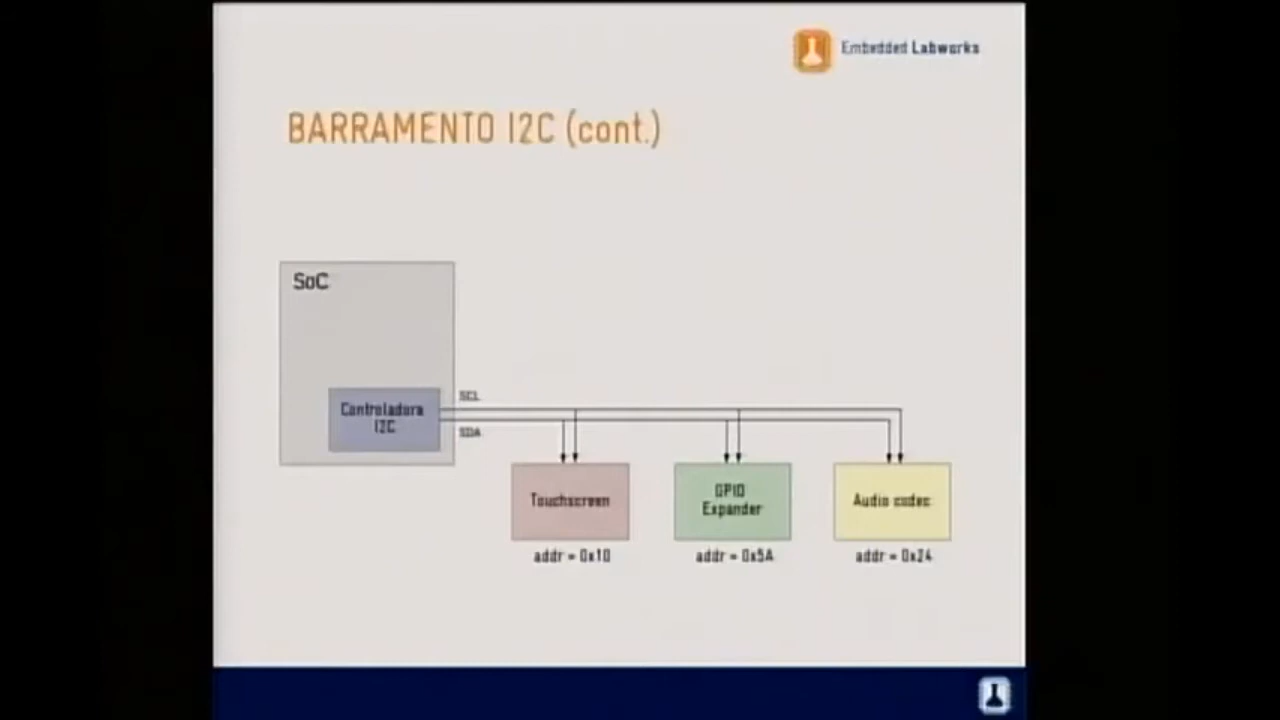 Embedded Labworks
BARRAMENTO I2C (cont.)
SoC
Controladora
I2C
SCL
SDA
Touchscreen
addr = 0x10
GPIO
Expander
addr = 0x5A
Audio codec
addr = 0x24